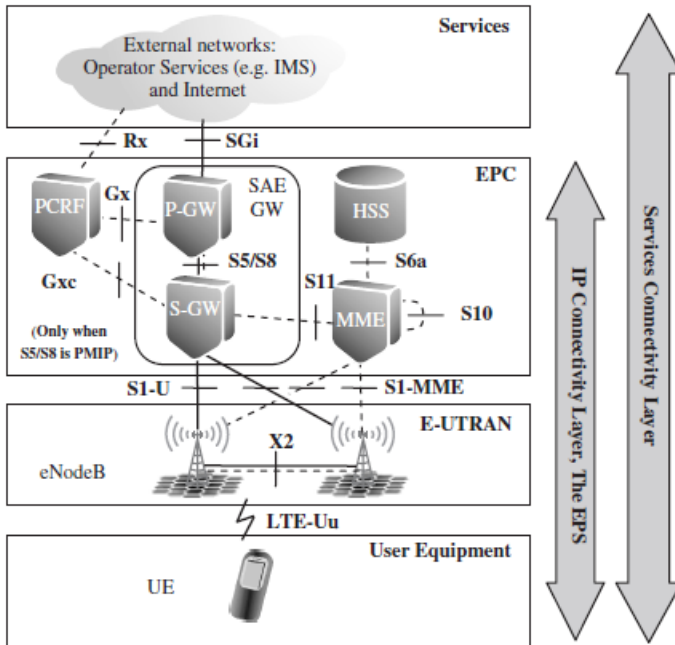 Services
External networks:
Operator Services (e.g. IMS)
and Internet
Rx
SGi
EPC
SAE
GW
PCRF
Gx
P-GW
HSS
S5/S8
S6a
Gxc
S11
S-GW
MME
S10
(Only when
S5/S8 is PMIP)
S1-U
S1-MME
E-UTRAN
X2
eNodeB
LTE-Uu
User Equipment
UE
IP Connectivity Layer, The EPS
Services Connectivity Layer